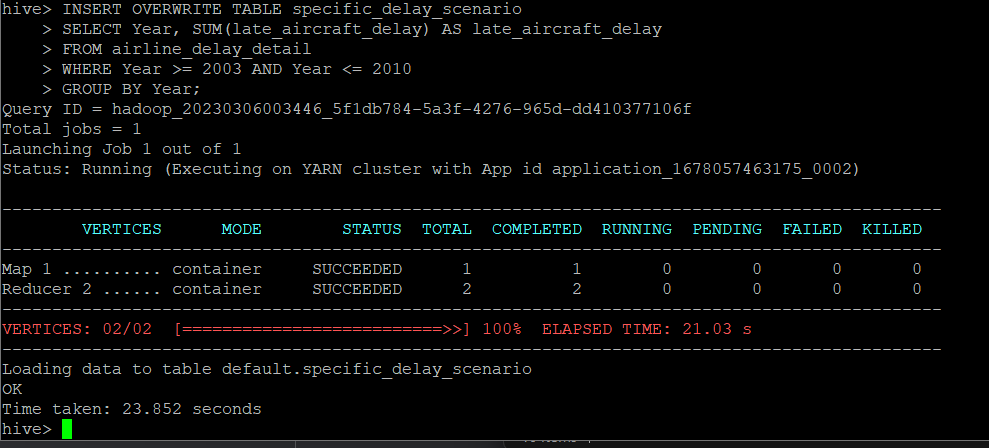 hive> INSERT OVERWRITE TABLE specific_delay_scenario
    > SELECT Year, SUM(late_aircraft_delay) AS late_aircraft_delay
    > FROM airline_delay_detail
    > WHERE Year >= 2003 AND Year <= 2010
    > GROUP BY Year;
Query ID = hadoop_20230306003446_5f1db784-5a3f-4276-965d-dd410377106f
Total jobs = 1
Launching Job 1 out of 1
Status: Running (Executing on YARN cluster with App id application_1678057463175_0002)

----------------------------------------------------------------------------------------------
        VERTICES      MODE        STATUS  TOTAL  COMPLETED  RUNNING  PENDING  FAILED  KILLED
----------------------------------------------------------------------------------------------
Map 1 .......... container     SUCCEEDED      1          1        0        0       0       0
Reducer 2 ...... container     SUCCEEDED      2          2        0        0       0       0
----------------------------------------------------------------------------------------------
VERTICES: 02/02  [==========================>>] 100%  ELAPSED TIME: 21.03 s
----------------------------------------------------------------------------------------------
Loading data to table default.specific_delay_scenario
OK
Time taken: 23.852 seconds
hive>